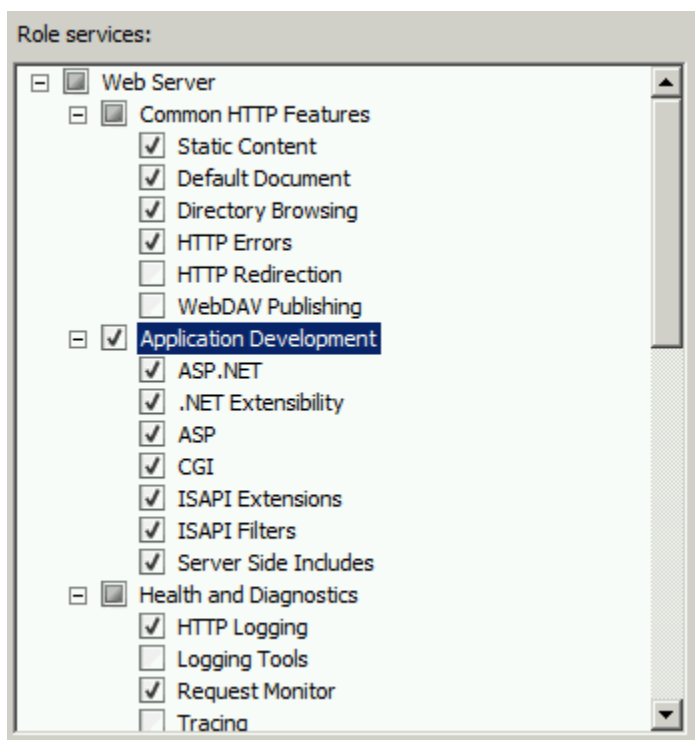 Role services:
Web Server
Common HTTP Features
Static Content
Default Document
Directory Browsing
HTTP Errors
HTTP Redirection
WebDAV Publishing
Application Development
ASP.NET
.NET Extensibility
ASP
CGI
ISAPI Extensions
ISAPI Filters
Server Side Includes
Health and Diagnostics
HTTP Logging
Logging Tools
Request Monitor
Tracing